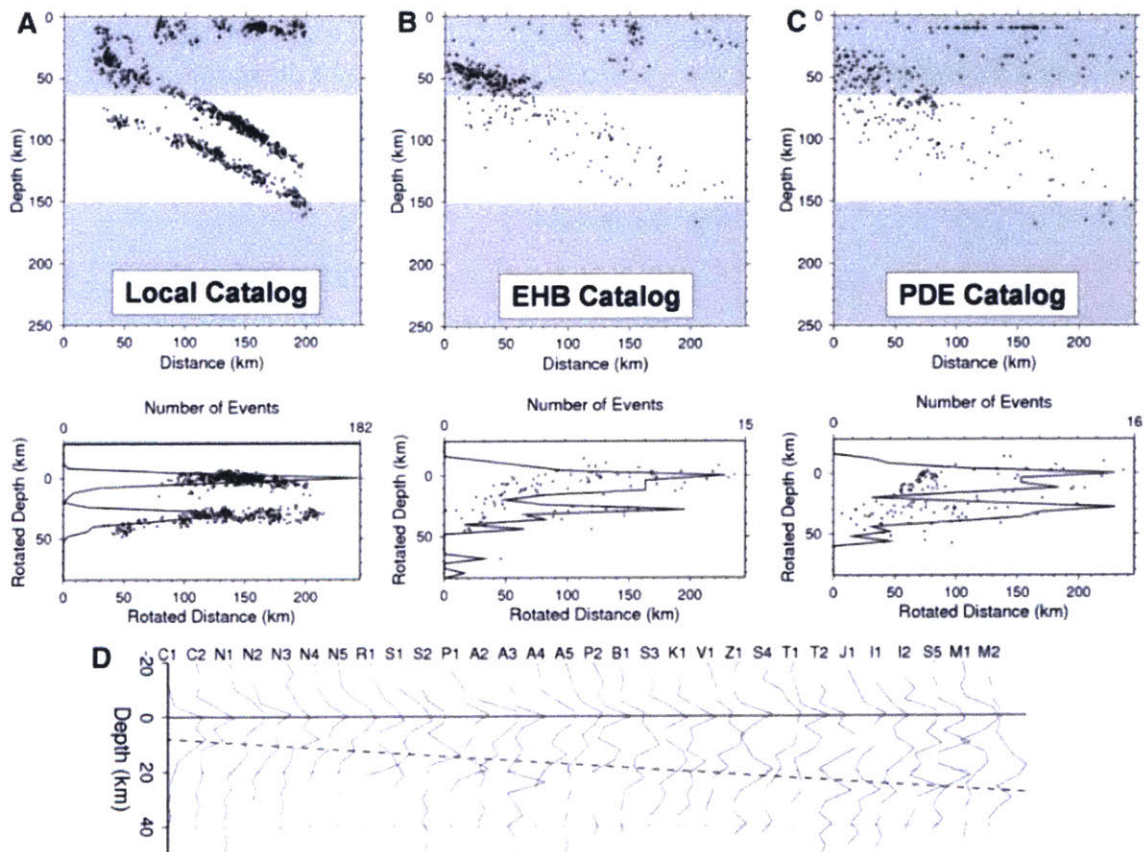 A
B
C
0
50
100
150
200
250
Depth (km)
Local Catalog
0 50 100 150 200
Distance (km)
0
50
100
150
200
250
Depth (km)
EHB Catalog
0 50 100 150 200
Distance (km)
0
50
100
150
200
250
Depth (km)
PDE Catalog
0 50 100 150 200
Distance (km)
Number of Events
0 182
0
50
Rotated Depth (km)
0 50 100 150 200
Rotated Distance (km)
Number of Events
0 15
0
50
Rotated Depth (km)
0 50 100 150 200
Rotated Distance (km)
Number of Events
0 16
0
50
Rotated Depth (km)
0 50 100 150 200
Rotated Distance (km)
D
C1 C2 N1 N2 N3 N4 N5 R1 S1 S2 P1 A2 A3 A4 A5 P2 B1 S3 K1 V1 Z1 S4 T1 T2 J1 I1 I2 S5 M1 M2
-20
0
20
40
Depth (km)